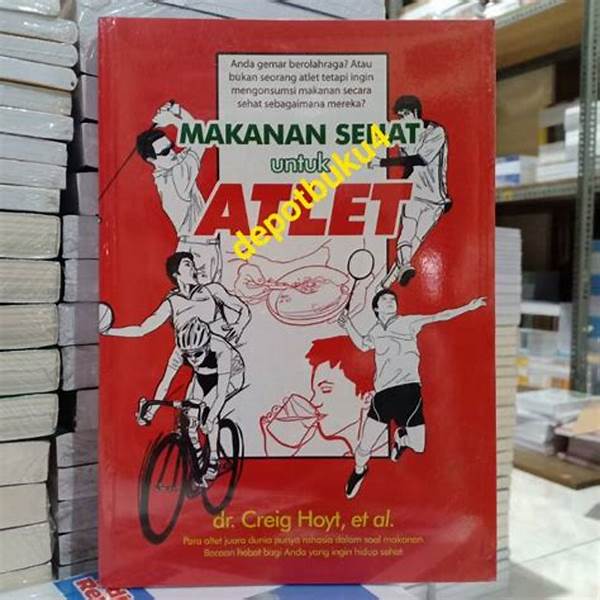 Anda gemar berolahraga? Atau
bukan seorang atlet tetapi ingin
mengonsumsi makanan secara
sehat sebagaimana mereka?
MAKANAN SEHAT
untuk
ATLET
depotbuku4
dr. Creig Hoyt, et al.
Para atlet juara dunia punya rahasia dalam soal makanan.
Bacaan hebat bagi Anda yang ingin hidup sehat